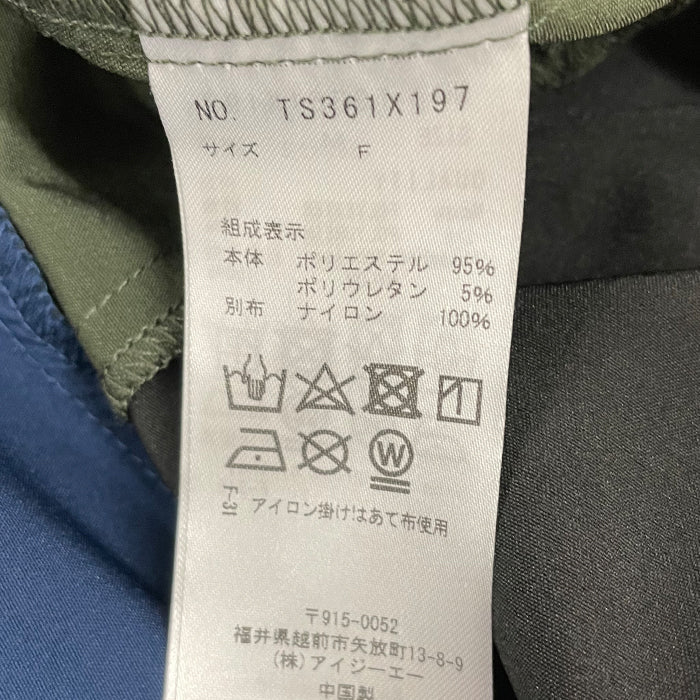 NO. TS361X197
サイズ F
組成表示
本体 ポリエステル 95%
ポリウレタン 5%
別布 ナイロン 100%
W
F-31 アイロン掛けはあて布使用
〒915-0052
福井県越前市矢放町13-8-9
(株)アイジーエー
中国製